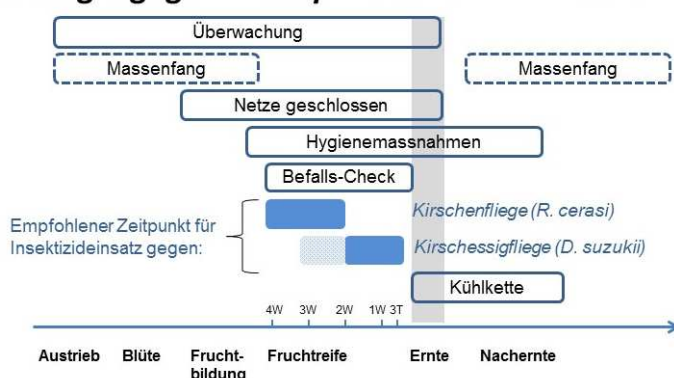 Überwachung
Massenfang
Massenfang
Netze geschlossen
Hygienemassnahmen
Befalls-Check
Empfohlener Zeitpunkt für
Insektizideinsatz gegen:
Kirschenfliege (R. cerasi)
Kirschessigfliege (D. suzukii)
Kühlkette
4W 3W 2W 1W 3T
Austrieb Blüte Frucht- Fruchtreife Ernte Nachernte
bildung